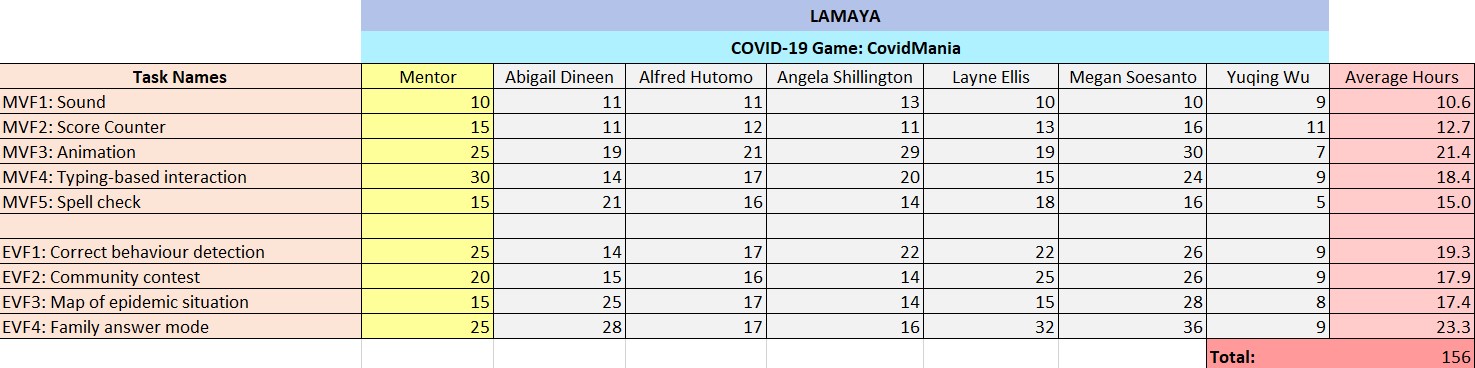 LAMAYA
COVID-19 Game: CovidMania
Task Names Mentor Abigail Dineen Alfred Hutomo Angela Shillington Layne Ellis Megan Soesanto Yuqing Wu Average Hours
MVF1: Sound 10 11 11 13 10 10 9 10.6
MVF2: Score Counter 15 11 12 11 13 16 11 12.7
MVF3: Animation 25 19 21 29 19 30 7 21.4
MVF4: Typing-based interaction 30 14 17 20 15 24 9 18.4
MVF5: Spell check 15 21 16 14 18 16 5 15.0
EVF1: Correct behaviour detection 25 14 17 22 22 26 9 19.3
EVF2: Community contest 20 15 16 14 25 26 9 17.9
EVF3: Map of epidemic situation 15 25 17 14 15 28 8 17.4
EVF4: Family answer mode 25 28 17 16 32 36 9 23.3
Total: 156